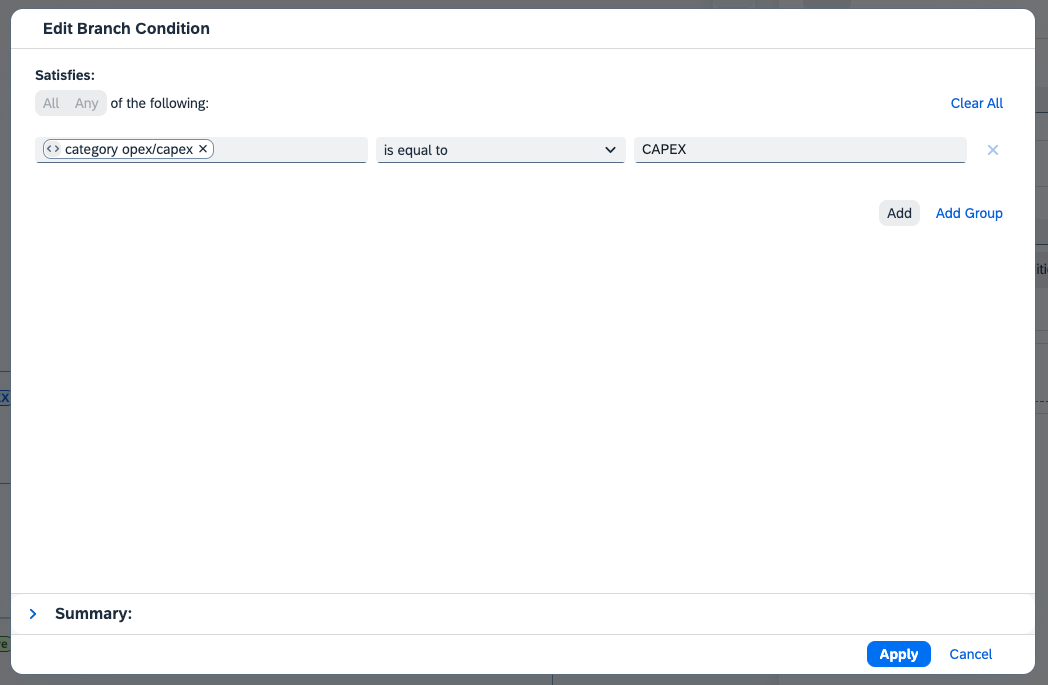 Edit Branch Condition
Satisfies:
All Any of the following:
Clear All
<> category opex/capex ✕ is equal to CAPEX
Add Add Group
Summary:
Apply Cancel